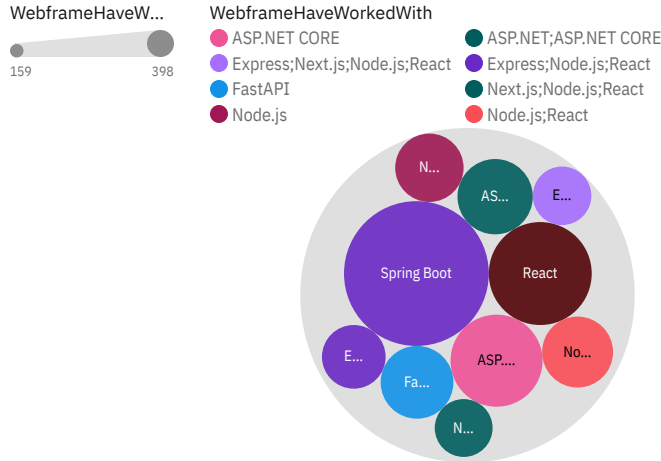 WebframeHaveW...
159
398
WebframeHaveWorkedWith
ASP.NET CORE
ASP.NET;ASP.NET CORE
Express;Next.js;Node.js;React
Express;Node.js;React
FastAPI
Next.js;Node.js;React
Node.js
Node.js;React
N...
AS...
E...
Spring Boot
React
E...
Fa...
ASP....
No...
N...